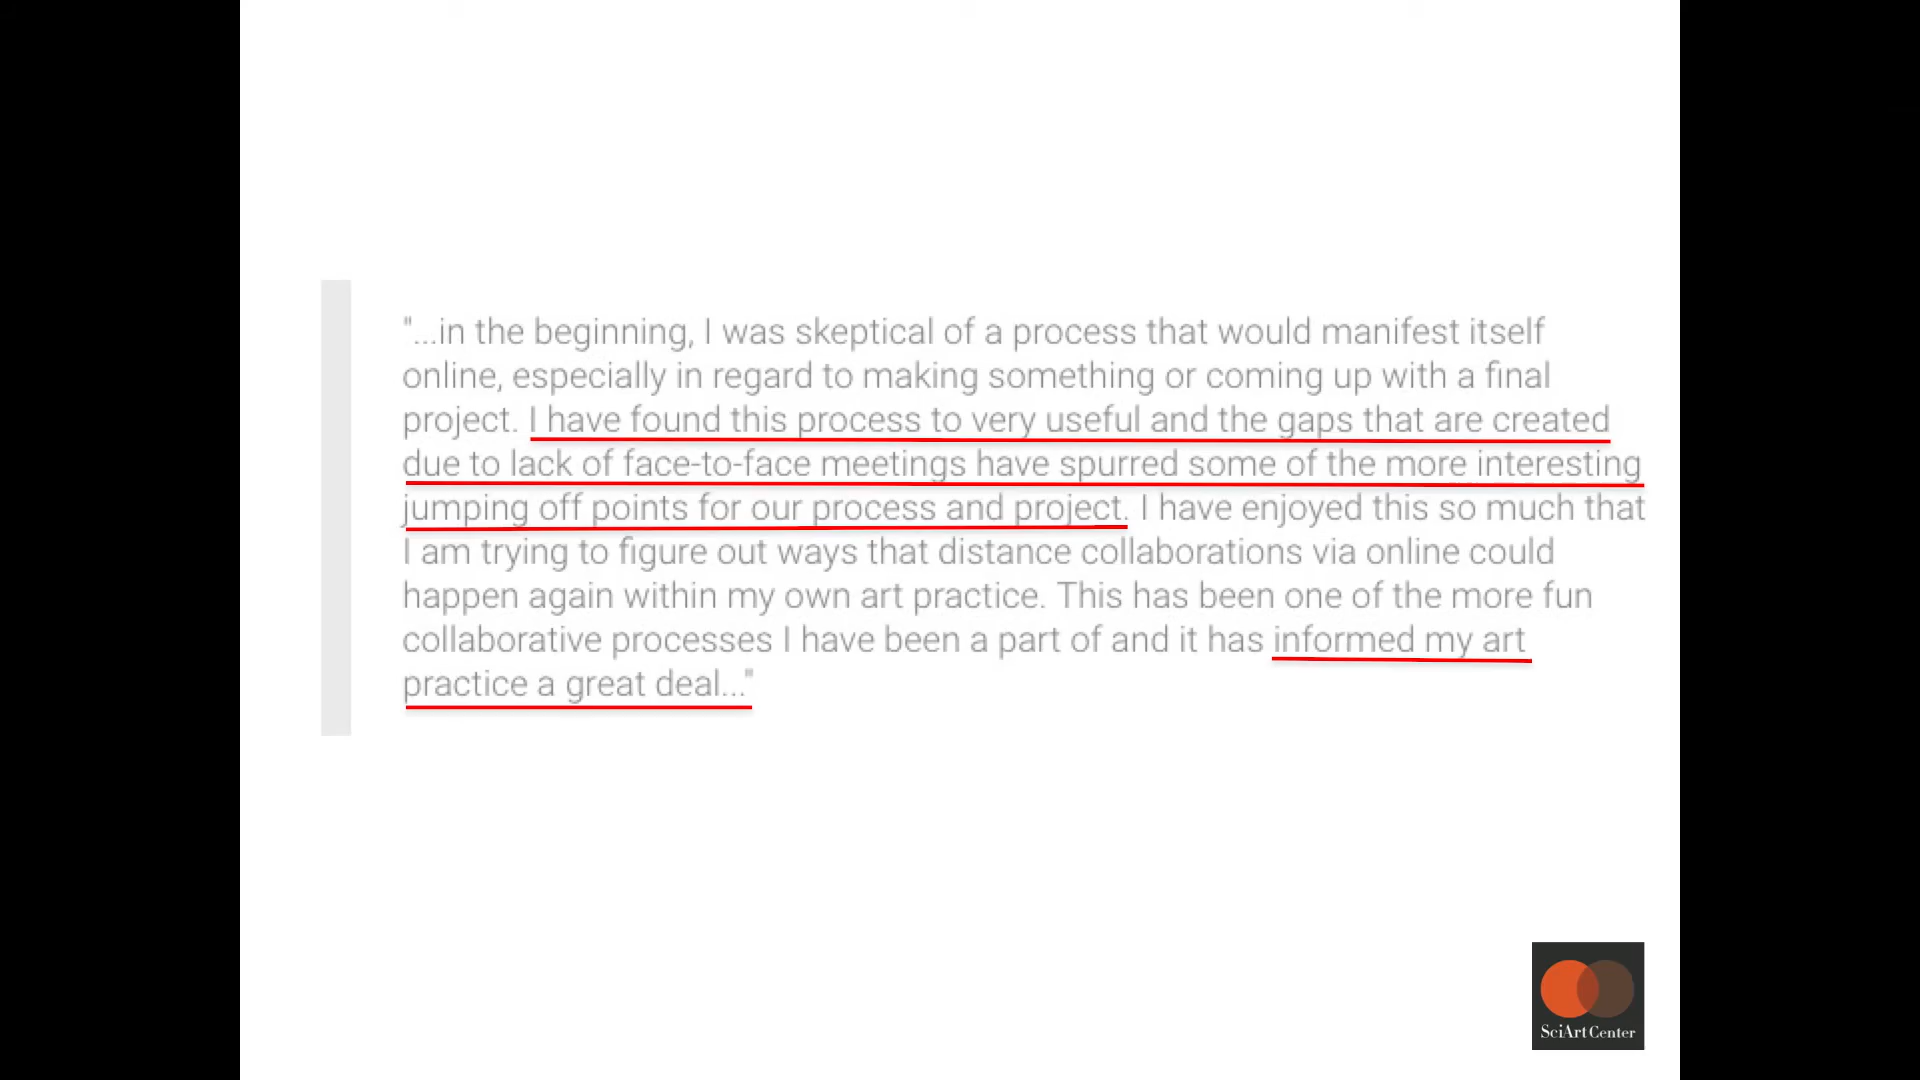 "...in the beginning, I was skeptical of a process that would manifest itself
online, especially in regard to making something or coming up with a final
project. I have found this process to very useful and the gaps that are created
due to lack of face-to-face meetings have spurred some of the more interesting
jumping off points for our process and project. I have enjoyed this so much that
I am trying to figure out ways that distance collaborations via online could
happen again within my own art practice. This has been one of the more fun
collaborative processes I have been a part of and it has informed my art
practice a great deal..."
SciArt Center